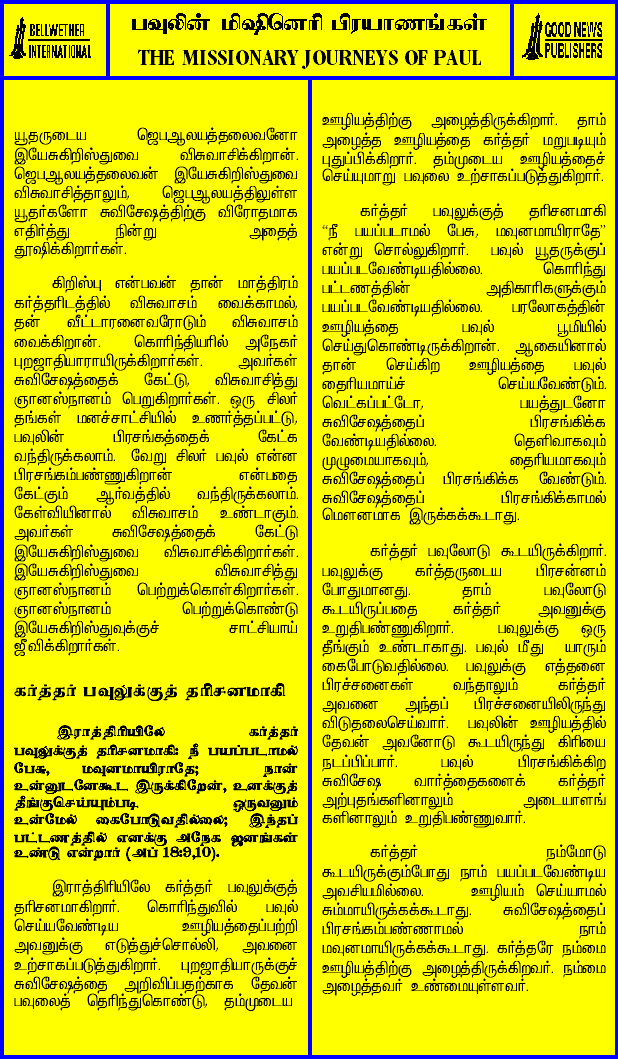 BELLWETHER
INTERNATIONAL
பவுலின் மிஷினெரி பிரயாணங்கள்
THE MISSIONARY JOURNEYS OF PAUL
GOOD NEWS
PUBLISHERS
யூதருடைய ஜெபஆலயத்தலைவனோ
இயேசுகிறிஸ்துவை விசுவாசிக்கிறான்.
ஜெபஆலயத்தலைவன் இயேசுகிறிஸ்துவை
விசுவாசித்தாலும், ஜெபஆலயத்திலுள்ள
யூதர்களோ சுவிசேஷத்திற்கு விரோதமாக
எதிர்த்து நின்று அதைத்
தூஷிக்கிறார்கள்.
கிறிஸ்பு என்பவன் தான் மாத்திரம்
கர்த்தரிடத்தில் விசுவாசம் வைக்காமல்,
தன் வீட்டாரனைவரோடும் விசுவாசம்
வைக்கிறான். கொரிந்தியரில் அநேகர்
புறஜாதியாராயிருக்கிறார்கள். அவர்கள்
சுவிசேஷத்தைக் கேட்டு, விசுவாசித்து
ஞானஸ்நானம் பெறுகிறார்கள். ஒரு சிலர்
தங்கள் மனச்சாட்சியில் உணர்த்தப்பட்டு,
பவுலின் பிரசங்கத்தைக் கேட்க
வந்திருக்கலாம். வேறு சிலர் பவுல் என்ன
பிரசங்கம்பண்ணுகிறான் என்பதை
கேட்கும் ஆர்வத்தில் வந்திருக்கலாம்.
கேள்வியினால் விசுவாசம் உண்டாகும்.
அவர்கள் சுவிசேஷத்தைக் கேட்டு
இயேசுகிறிஸ்துவை விசுவாசிக்கிறார்கள்.
இயேசுகிறிஸ்துவை விசுவாசித்து
ஞானஸ்நானம் பெற்றுக்கொள்கிறார்கள்.
ஞானஸ்நானம் பெற்றுக்கொண்டு
இயேசுகிறிஸ்துவுக்குச் சாட்சியாய்
ஜீவிக்கிறார்கள்.
கர்த்தர் பவுலுக்குத் தரிசனமாகி
இராத்திரியிலே கர்த்தர்
பவுலுக்குத் தரிசனமாகி: நீ பயப்படாமல்
பேசு, மவுனமாயிராதே; நான்
உன்னுடனேகூட இருக்கிறேன், உனக்குத்
தீங்குசெய்யும்படி ஒருவனும்
உன்மேல் கைபோடுவதில்லை; இந்தப்
பட்டணத்தில் எனக்கு அநேக ஜனங்கள்
உண்டு என்றார் (அப் 18:9,10).
இராத்திரியிலே கர்த்தர் பவுலுக்குத்
தரிசனமாகிறார். கொரிந்துவில் பவுல்
செய்யவேண்டிய ஊழியத்தைப்பற்றி
அவனுக்கு எடுத்துச்சொல்லி, அவனை
உற்சாகப்படுத்துகிறார். புறஜாதியாருக்குச்
சுவிசேஷத்தை அறிவிப்பதற்காக தேவன்
பவுலைத் தெரிந்துகொண்டு, தம்முடைய
ஊழியத்திற்கு அழைத்திருக்கிறார். தாம்
அழைத்த ஊழியத்தை கர்த்தர் மறுபடியும்
புதுப்பிக்கிறார். தம்முடைய ஊழியத்தைச்
செய்யுமாறு பவுலை உற்சாகப்படுத்துகிறார்.
கர்த்தர் பவுலுக்குத் தரிசனமாகி
“நீ பயப்படாமல் பேசு, மவுனமாயிராதே”
என்று சொல்லுகிறார். பவுல் யூதருக்குப்
பயப்படவேண்டியதில்லை. கொரிந்து
பட்டணத்தின் அதிகாரிகளுக்கும்
பயப்படவேண்டியதில்லை. பரலோகத்தின்
ஊழியத்தை பவுல் பூமியில்
செய்துகொண்டிருக்கிறான். ஆகையினால்
தான் செய்கிற ஊழியத்தை பவுல்
தைரியமாய்ச் செய்யவேண்டும்.
வெட்கப்பட்டோ, பயத்துடனோ
சுவிசேஷத்தைப் பிரசங்கிக்க
வேண்டியதில்லை. தெளிவாகவும்
முழுமையாகவும், தைரியமாகவும்
சுவிசேஷத்தைப் பிரசங்கிக்க வேண்டும்.
சுவிசேஷத்தைப் பிரசங்கிக்காமல்
மௌனமாக இருக்கக்கூடாது.
கர்த்தர் பவுலோடு கூடயிருக்கிறார்.
பவுலுக்கு கர்த்தருடைய பிரசன்னம்
போதுமானது. தாம் பவுலோடு
கூடயிருப்பதை கர்த்தர் அவனுக்கு
உறுதிபண்ணுகிறார். பவுலுக்கு ஒரு
தீங்கும் உண்டாகாது. பவுல் மீது யாரும்
கைபோடுவதில்லை. பவுலுக்கு எத்தனை
பிரச்சனைகள் வந்தாலும் கர்த்தர்
அவனை அந்தப் பிரச்சனையிலிருந்து
விடுதலைசெய்வார். பவுலின் ஊழியத்தில்
தேவன் அவனோடு கூடயிருந்து கிரியை
நடப்பிப்பார். பவுல் பிரசங்கிக்கிற
சுவிசேஷ வார்த்தைகளைக் கர்த்தர்
அற்புதங்களினாலும் அடையாளங்
களினாலும் உறுதிபண்ணுவார்.
கர்த்தர் நம்மோடு
கூடயிருக்கும்போது நாம் பயப்படவேண்டிய
அவசியமில்லை. ஊழியம் செய்யாமல்
சும்மாயிருக்கக்கூடாது. சுவிசேஷத்தைப்
பிரசங்கம்பண்ணாமல் நாம்
மவுனமாயிருக்கக்கூடாது. கர்த்தரே நம்மை
ஊழியத்திற்கு அழைத்திருக்கிறவர். நம்மை
அழைத்தவர் உண்மையுள்ளவர்.